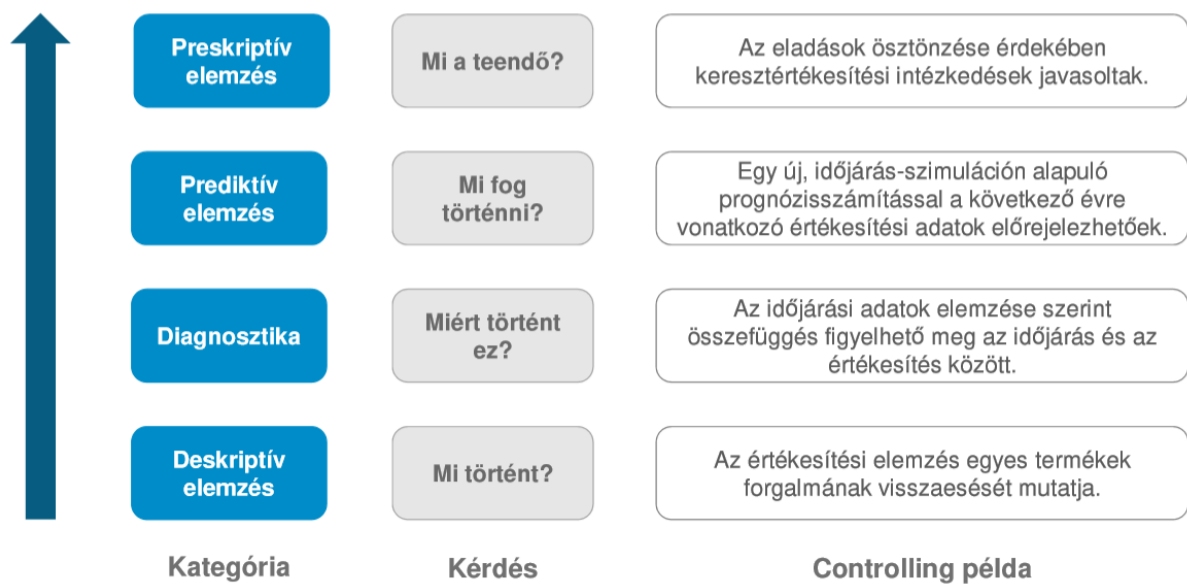 Preskriptív
elemzés
Mi a teendő?
Az eladások ösztönzése érdekében
keresztértékesítési intézkedések javasoltak.
Prediktív
elemzés
Mi fog
történni?
Egy új, időjárás-szimuláción alapuló
prognózisszámítással a következő évre
vonatkozó értékesítési adatok előrejelezhetőek.
Diagnosztika
Miért történt
ez?
Az időjárási adatok elemzése szerint
összefüggés figyelhető meg az időjárás és az
értékesítés között.
Deskriptív
elemzés
Mi történt?
Az értékesítési elemzés egyes termékek
forgalmának visszaesését mutatja.
Kategória
Kérdés
Controlling példa